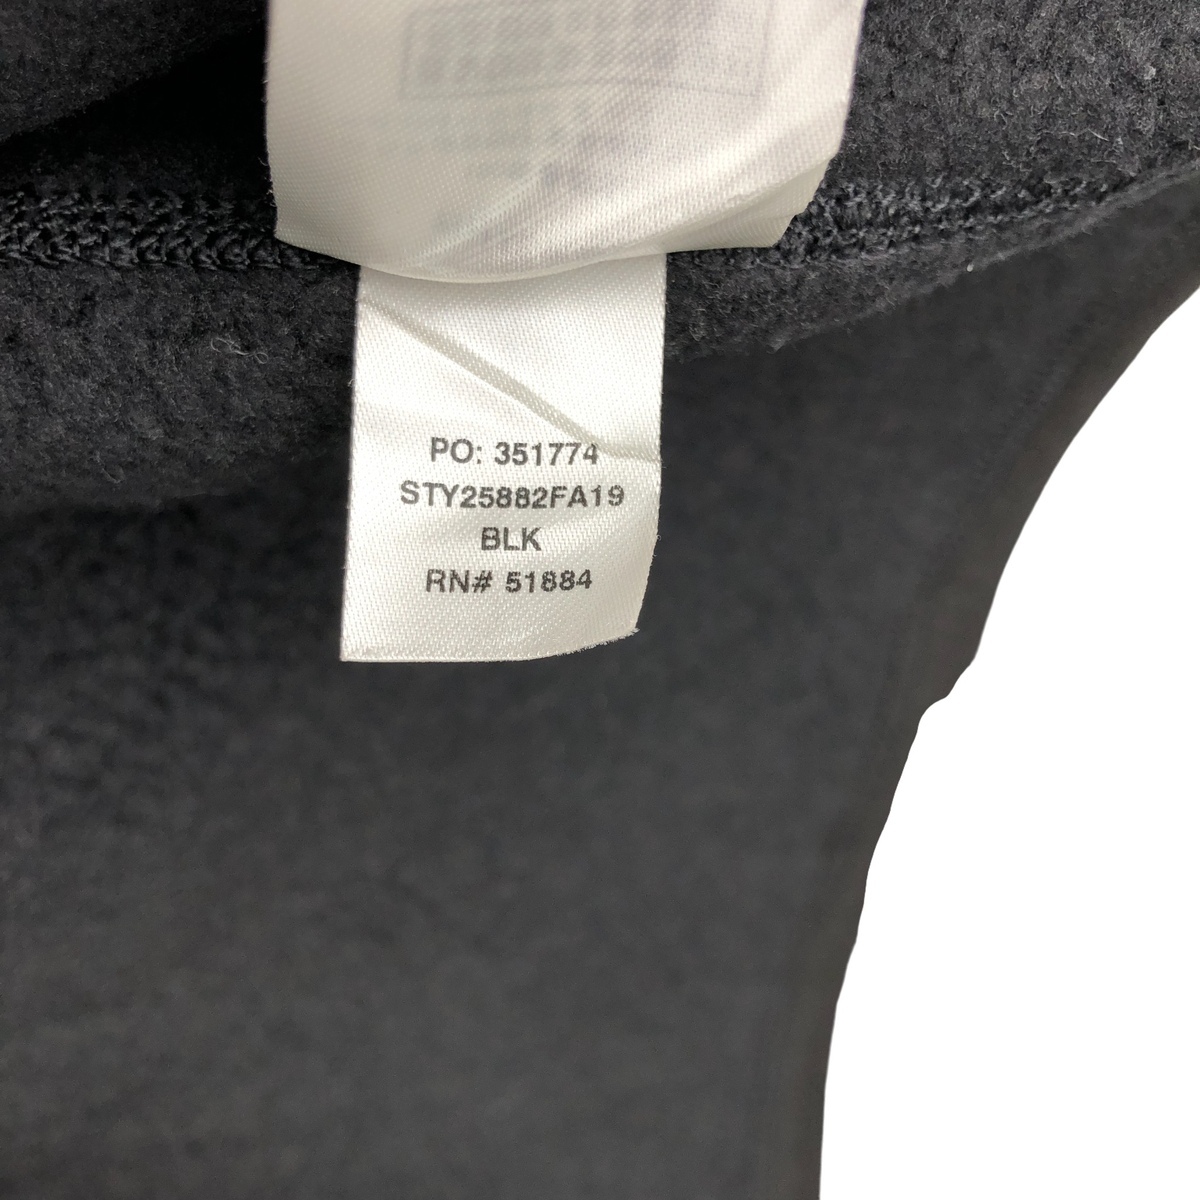 PO: 351774
STY25882FA19
BLK
RN# 51884